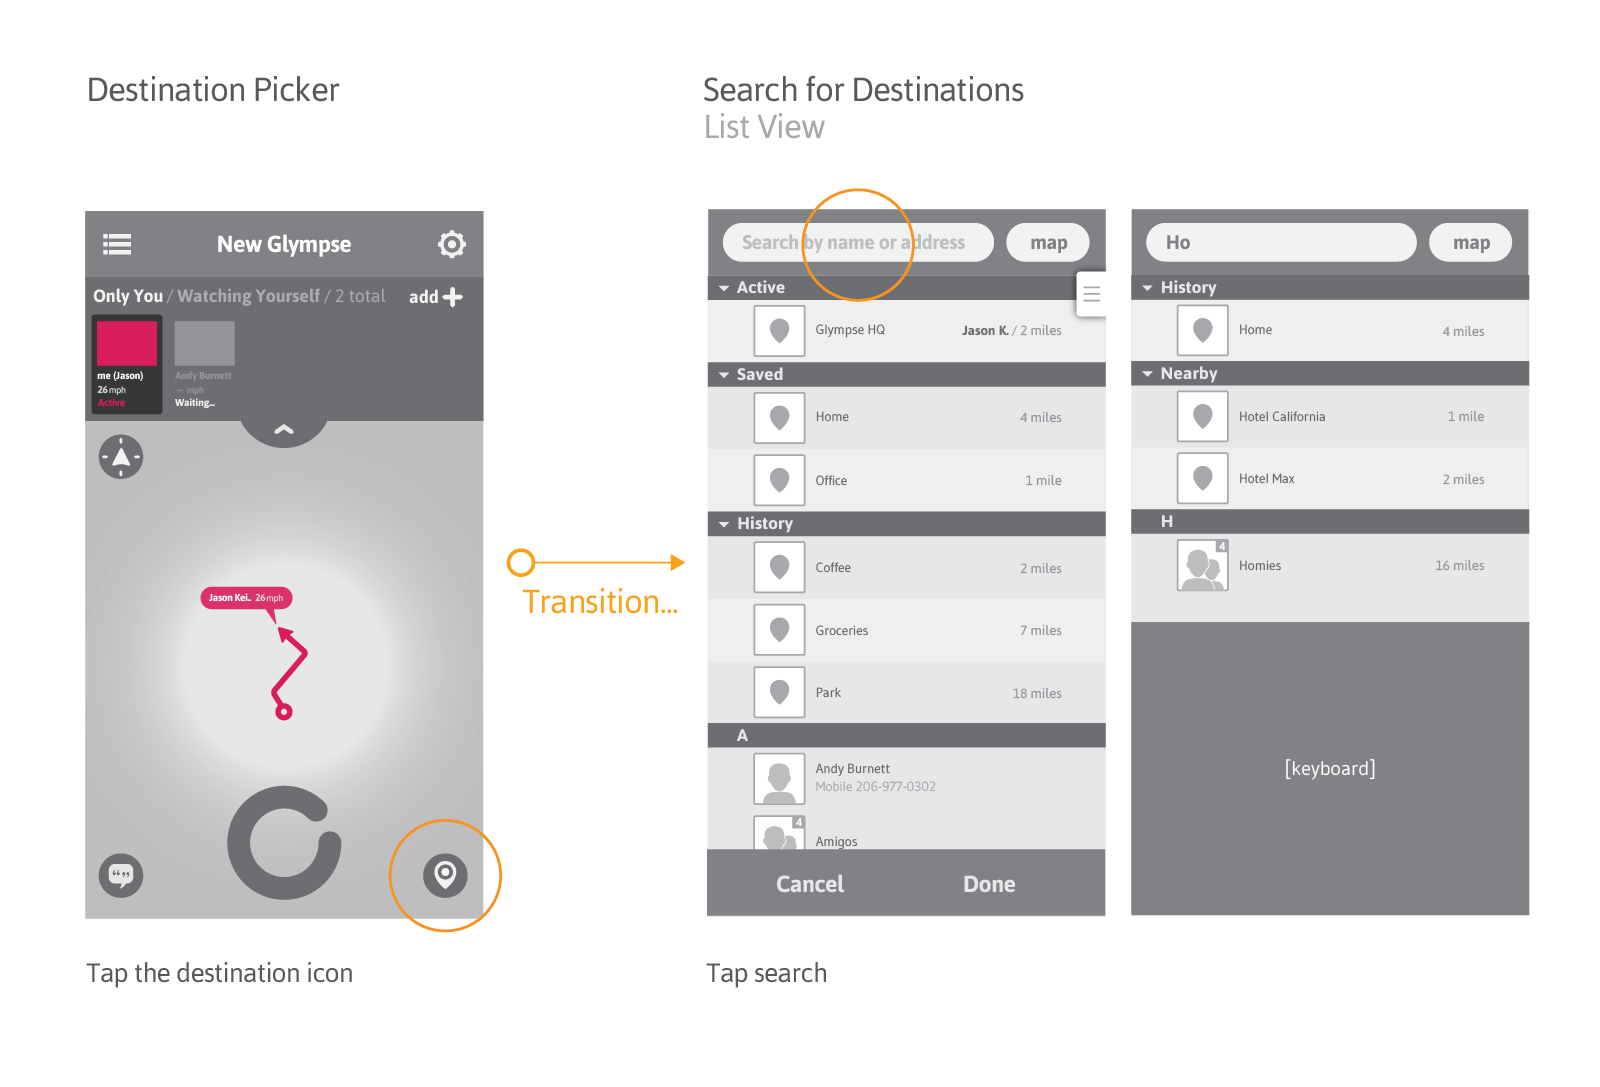 Destination Picker
Search for Destinations
List View
New Glympse
Only You / Watching Yourself / 2 total
add
me (Jason)
26 mph
Active
Andy Burnett
— mph
Waiting...
Jason Kei.. 26 mph
Tap the destination icon
Transition...
Search by name or address
map
Active
Glympse HQ
Jason K. / 2 miles
Saved
Home
4 miles
Office
1 mile
History
Coffee
2 miles
Groceries
7 miles
Park
18 miles
A
Andy Burnett
Mobile 206-977-0302
4
Amigos
Cancel
Done
Tap search
Ho
map
History
Home
4 miles
Nearby
Hotel California
1 mile
Hotel Max
2 miles
H
4
Homies
16 miles
[keyboard]